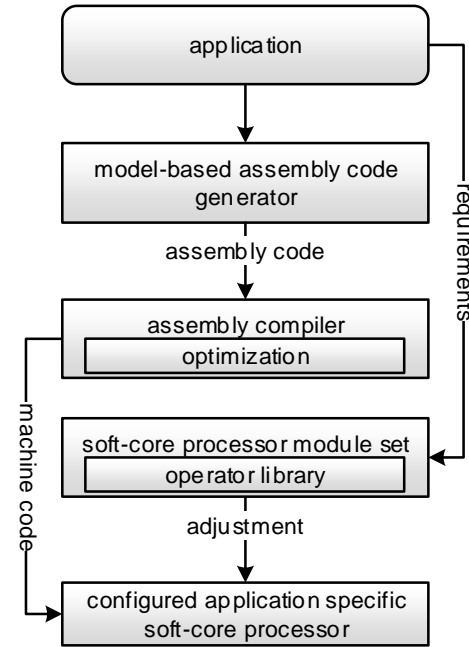 application
requirements
model-based assembly code
generator
assembly code
assembly compiler
optimization
machine code
soft-core processor module set
operator library
adjustment
configured application specific
soft-core processor